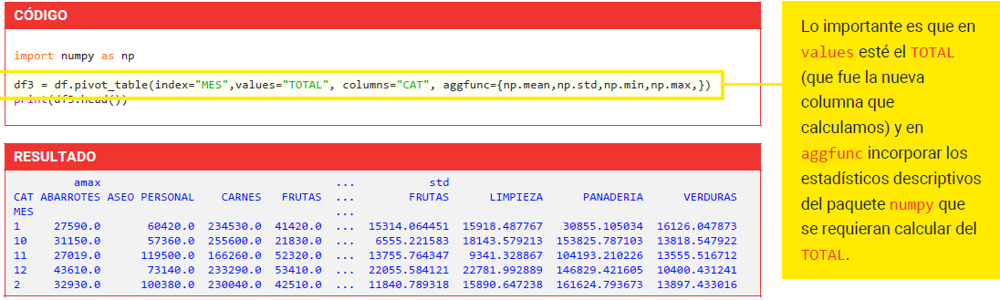 CÓDIGO
import numpy as np
df3 = df.pivot_table(index="MES",values="TOTAL", columns="CAT", aggfunc={np.mean,np.std,np.min,np.max,})
print(df3.head())
RESULTADO
amax ... std
CAT ABARROTES ASEO PERSONAL CARNES FRUTAS ... FRUTAS LIMPIEZA PANADERIA VERDURAS
MES ...
1 27590.0 60420.0 234530.0 41420.0 ... 15314.064451 15918.487767 30855.105034 16126.047873
10 31150.0 57360.0 255600.0 21830.0 ... 6555.221583 18143.579213 153825.787103 13818.547922
11 27019.0 119500.0 166260.0 52320.0 ... 13755.764347 9341.328867 104193.210226 13555.516712
12 43610.0 73140.0 233290.0 53410.0 ... 22055.584121 22781.992889 146829.421605 10400.431241
2 32930.0 100380.0 230040.0 42510.0 ... 11840.789318 15890.647238 161624.793673 13897.433016
Lo importante es que en
values esté el TOTAL
(que fue la nueva
columna que
calculamos) y en
aggfunc incorporar los
estadísticos descriptivos
del paquete numpy que
se requieran calcular del
TOTAL.